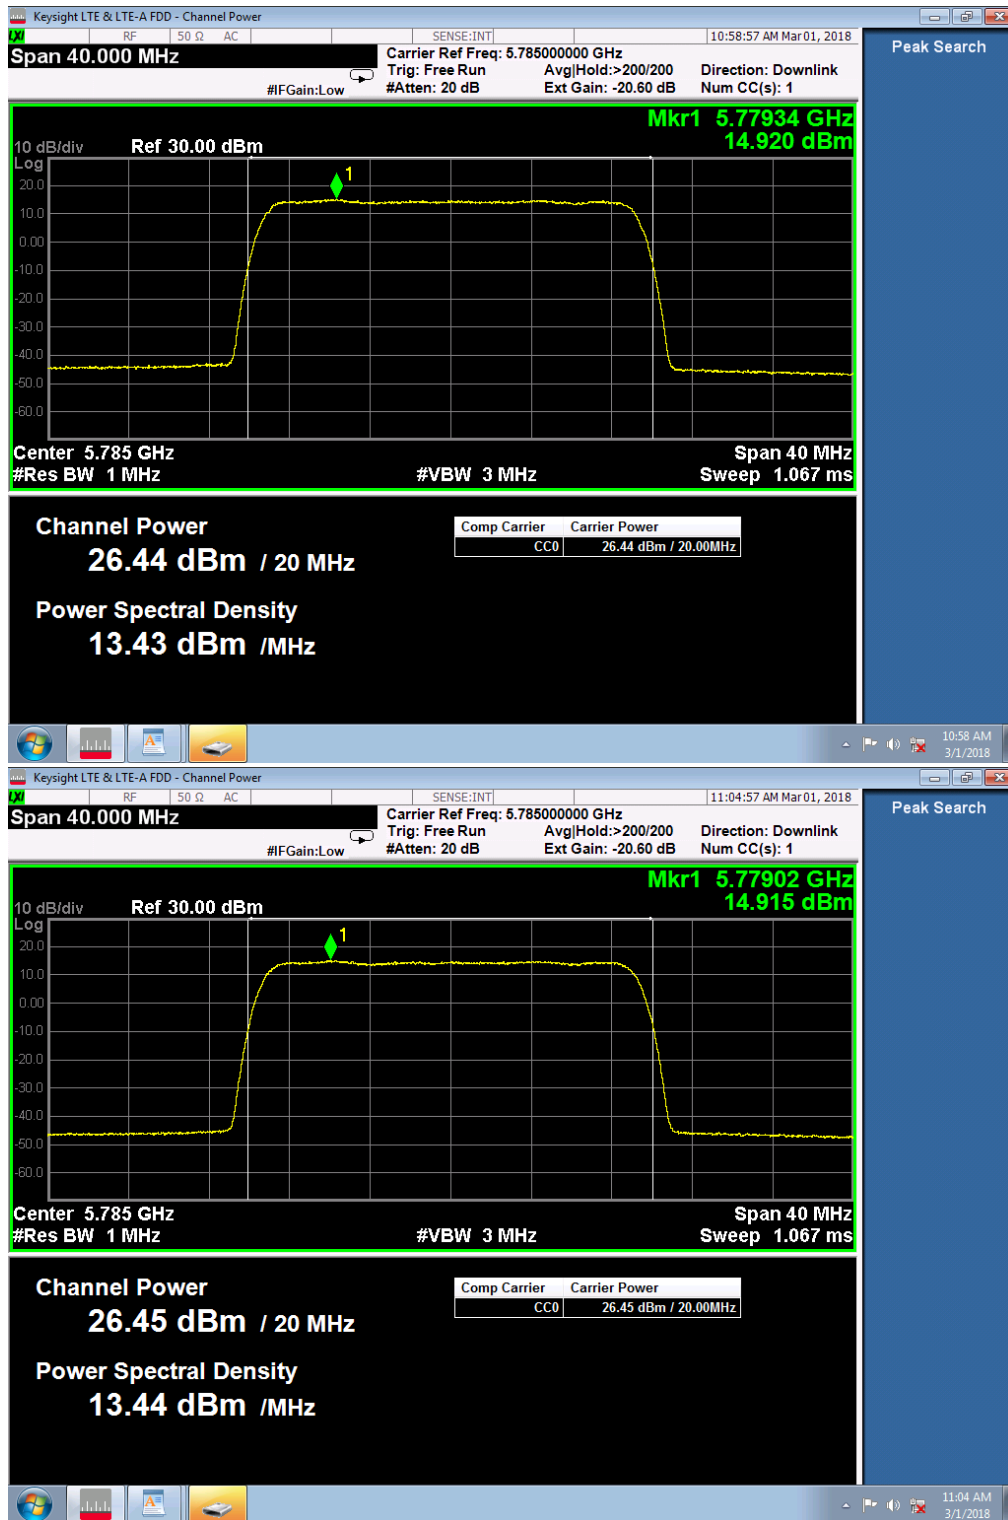 Keysight LTE & LTE-A FDD - Channel Power
LXI RF 50 Ω AC SENSE:INT 10:58:57 AM Mar 01, 2018
Span 40.000 MHz
Carrier Ref Freq: 5.785000000 GHz
Trig: Free Run Avg|Hold:>200/200 Direction: Downlink
#IFGain:Low #Atten: 20 dB Ext Gain: -20.60 dB Num CC(s): 1
Peak Search
Mkr1 5.77934 GHz
14.920 dBm
10 dB/div Ref 30.00 dBm
Log
1
20.0
10.0
0.00
-10.0
-20.0
-30.0
-40.0
-50.0
-60.0
Center 5.785 GHz Span 40 MHz
#Res BW 1 MHz #VBW 3 MHz Sweep 1.067 ms
Channel Power
26.44 dBm / 20 MHz
Comp Carrier Carrier Power
CC0 26.44 dBm / 20.00MHz
Power Spectral Density
13.43 dBm /MHz
10:58 AM
3/1/2018
Keysight LTE & LTE-A FDD - Channel Power
LXI RF 50 Ω AC SENSE:INT 11:04:57 AM Mar 01, 2018
Span 40.000 MHz
Carrier Ref Freq: 5.785000000 GHz
Trig: Free Run Avg|Hold:>200/200 Direction: Downlink
#IFGain:Low #Atten: 20 dB Ext Gain: -20.60 dB Num CC(s): 1
Peak Search
Mkr1 5.77902 GHz
14.915 dBm
10 dB/div Ref 30.00 dBm
Log
1
20.0
10.0
0.00
-10.0
-20.0
-30.0
-40.0
-50.0
-60.0
Center 5.785 GHz Span 40 MHz
#Res BW 1 MHz #VBW 3 MHz Sweep 1.067 ms
Channel Power
26.45 dBm / 20 MHz
Comp Carrier Carrier Power
CC0 26.45 dBm / 20.00MHz
Power Spectral Density
13.44 dBm /MHz
11:04 AM
3/1/2018